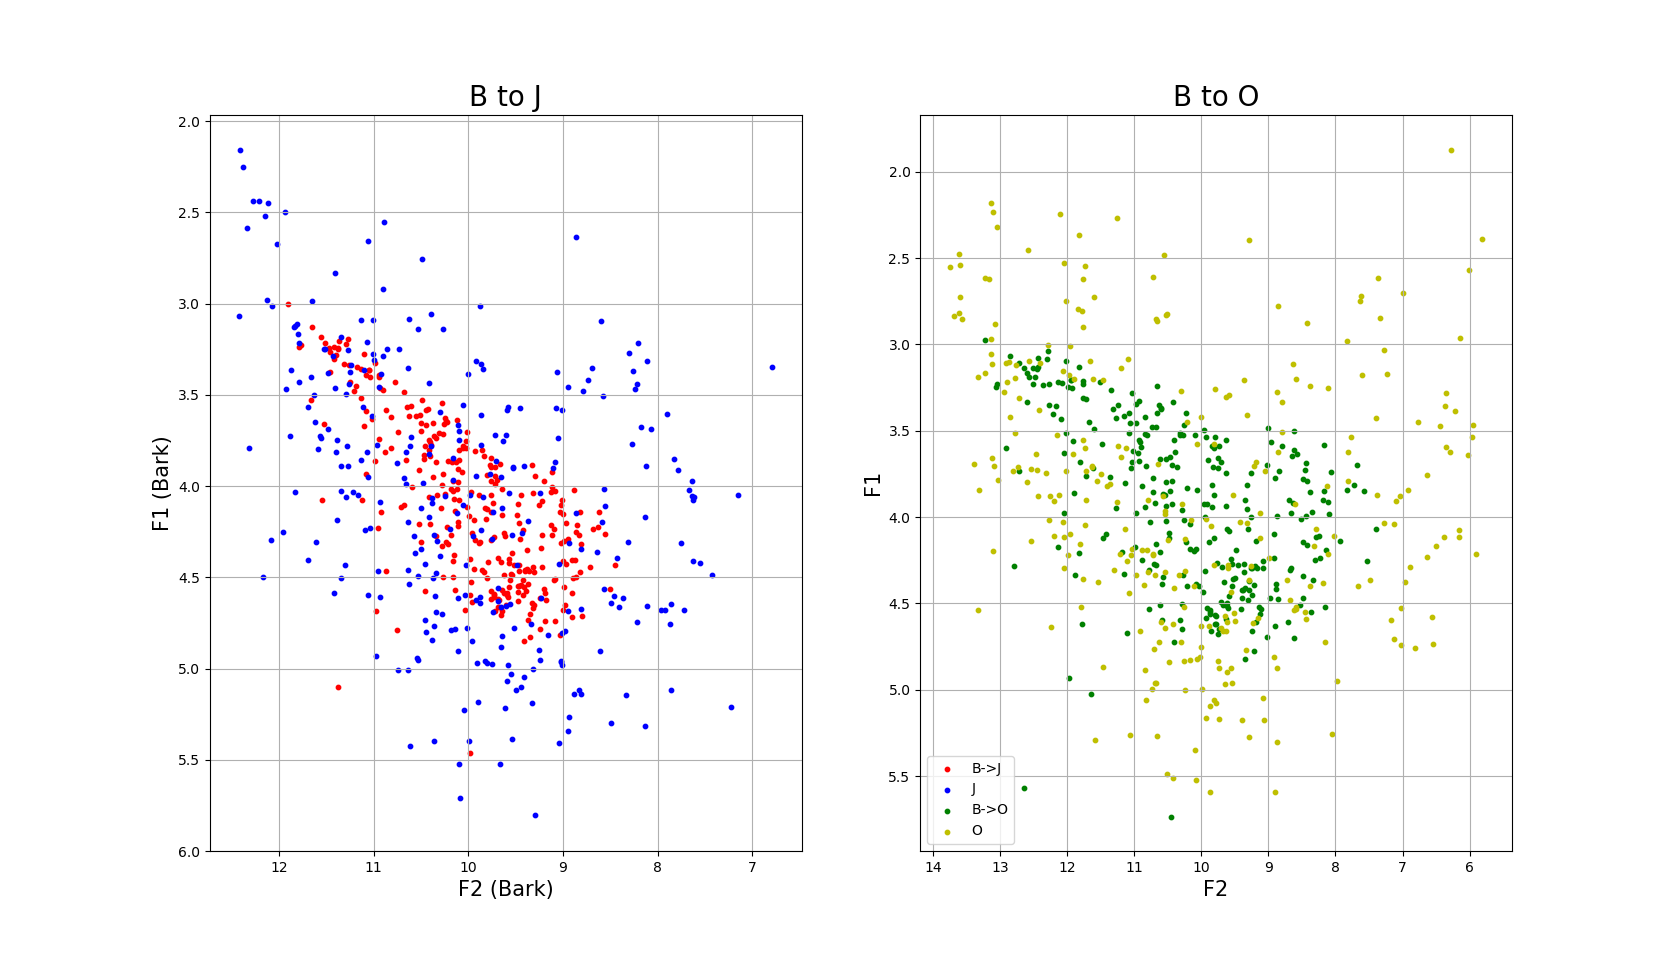 B to J
2.0
2.5
3.0
3.5
4.0
4.5
5.0
5.5
6.0
F1 (Bark)
12 11 10 9 8 7
F2 (Bark)
B to O
2.0
2.5
3.0
3.5
4.0
4.5
5.0
5.5
F1
14 13 12 11 10 9 8 7 6
F2
B->J
J
B->O
O